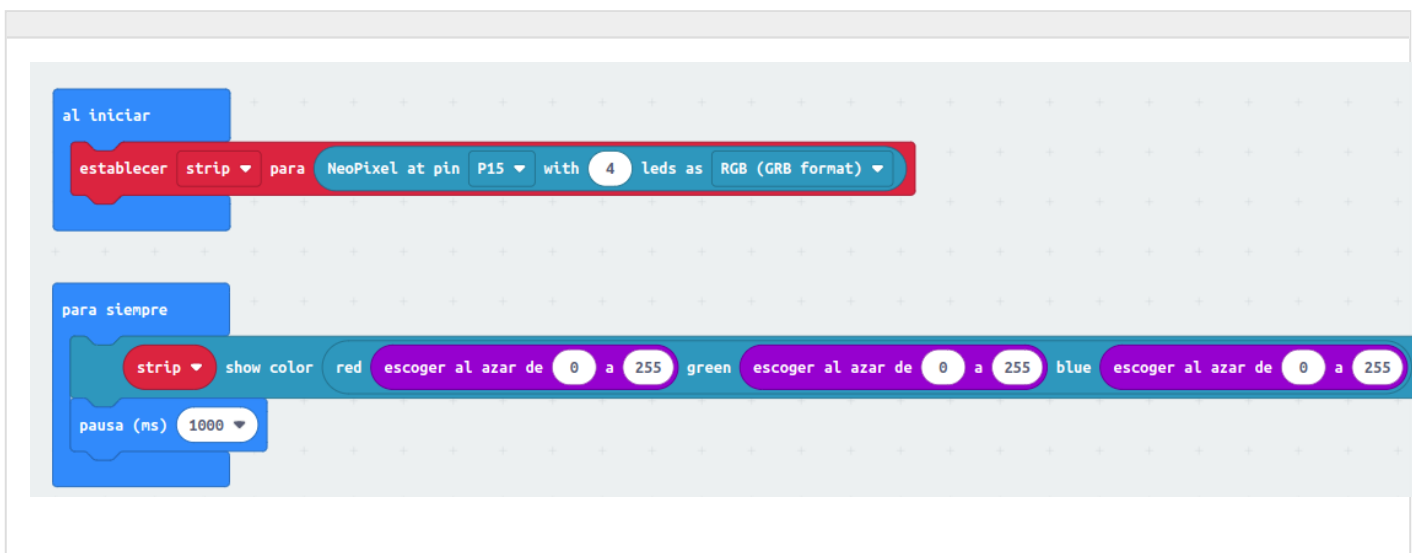 al iniciar
establecer strip para NeoPixel at pin P15 with 4 leds as RGB (GRB format)
para siempre
strip show color red escoger al azar de 0 a 255 green escoger al azar de 0 a 255 blue escoger al azar de 0 a 255
pausa (ms) 1000